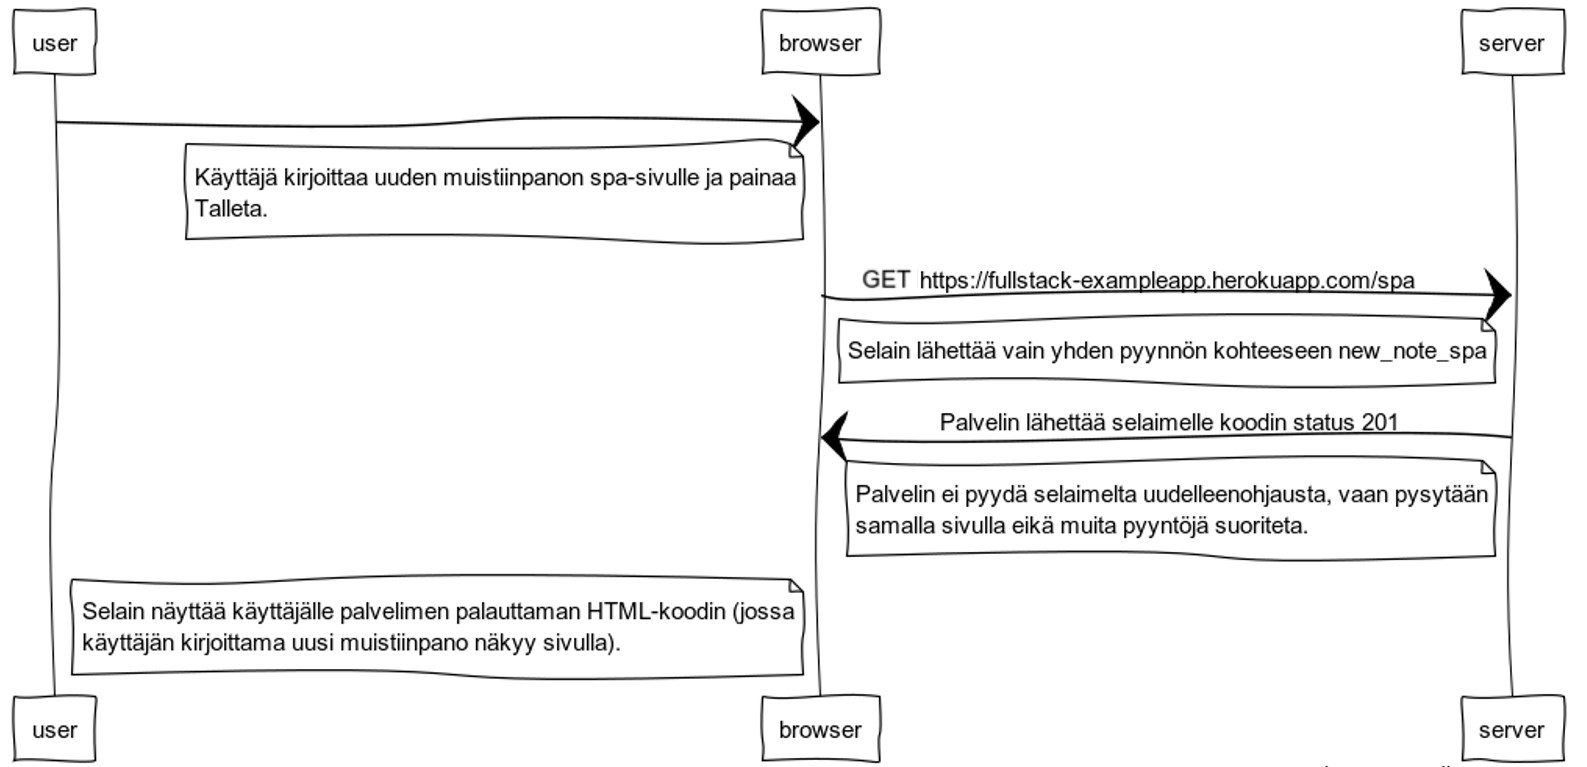 user browser server
Käyttäjä kirjoittaa uuden muistiinpanon spa-sivulle ja painaa
Talleta.
GET https://fullstack-exampleapp.herokuapp.com/spa
Selain lähettää vain yhden pyynnön kohteeseen new_note_spa
Palvelin lähettää selaimelle koodin status 201
Palvelin ei pyydä selaimelta uudelleenohjausta, vaan pysytään
samalla sivulla eikä muita pyyntöjä suoriteta.
Selain näyttää käyttäjälle palvelimen palauttaman HTML-koodin (jossa
käyttäjän kirjoittama uusi muistiinpano näkyy sivulla).
user browser server